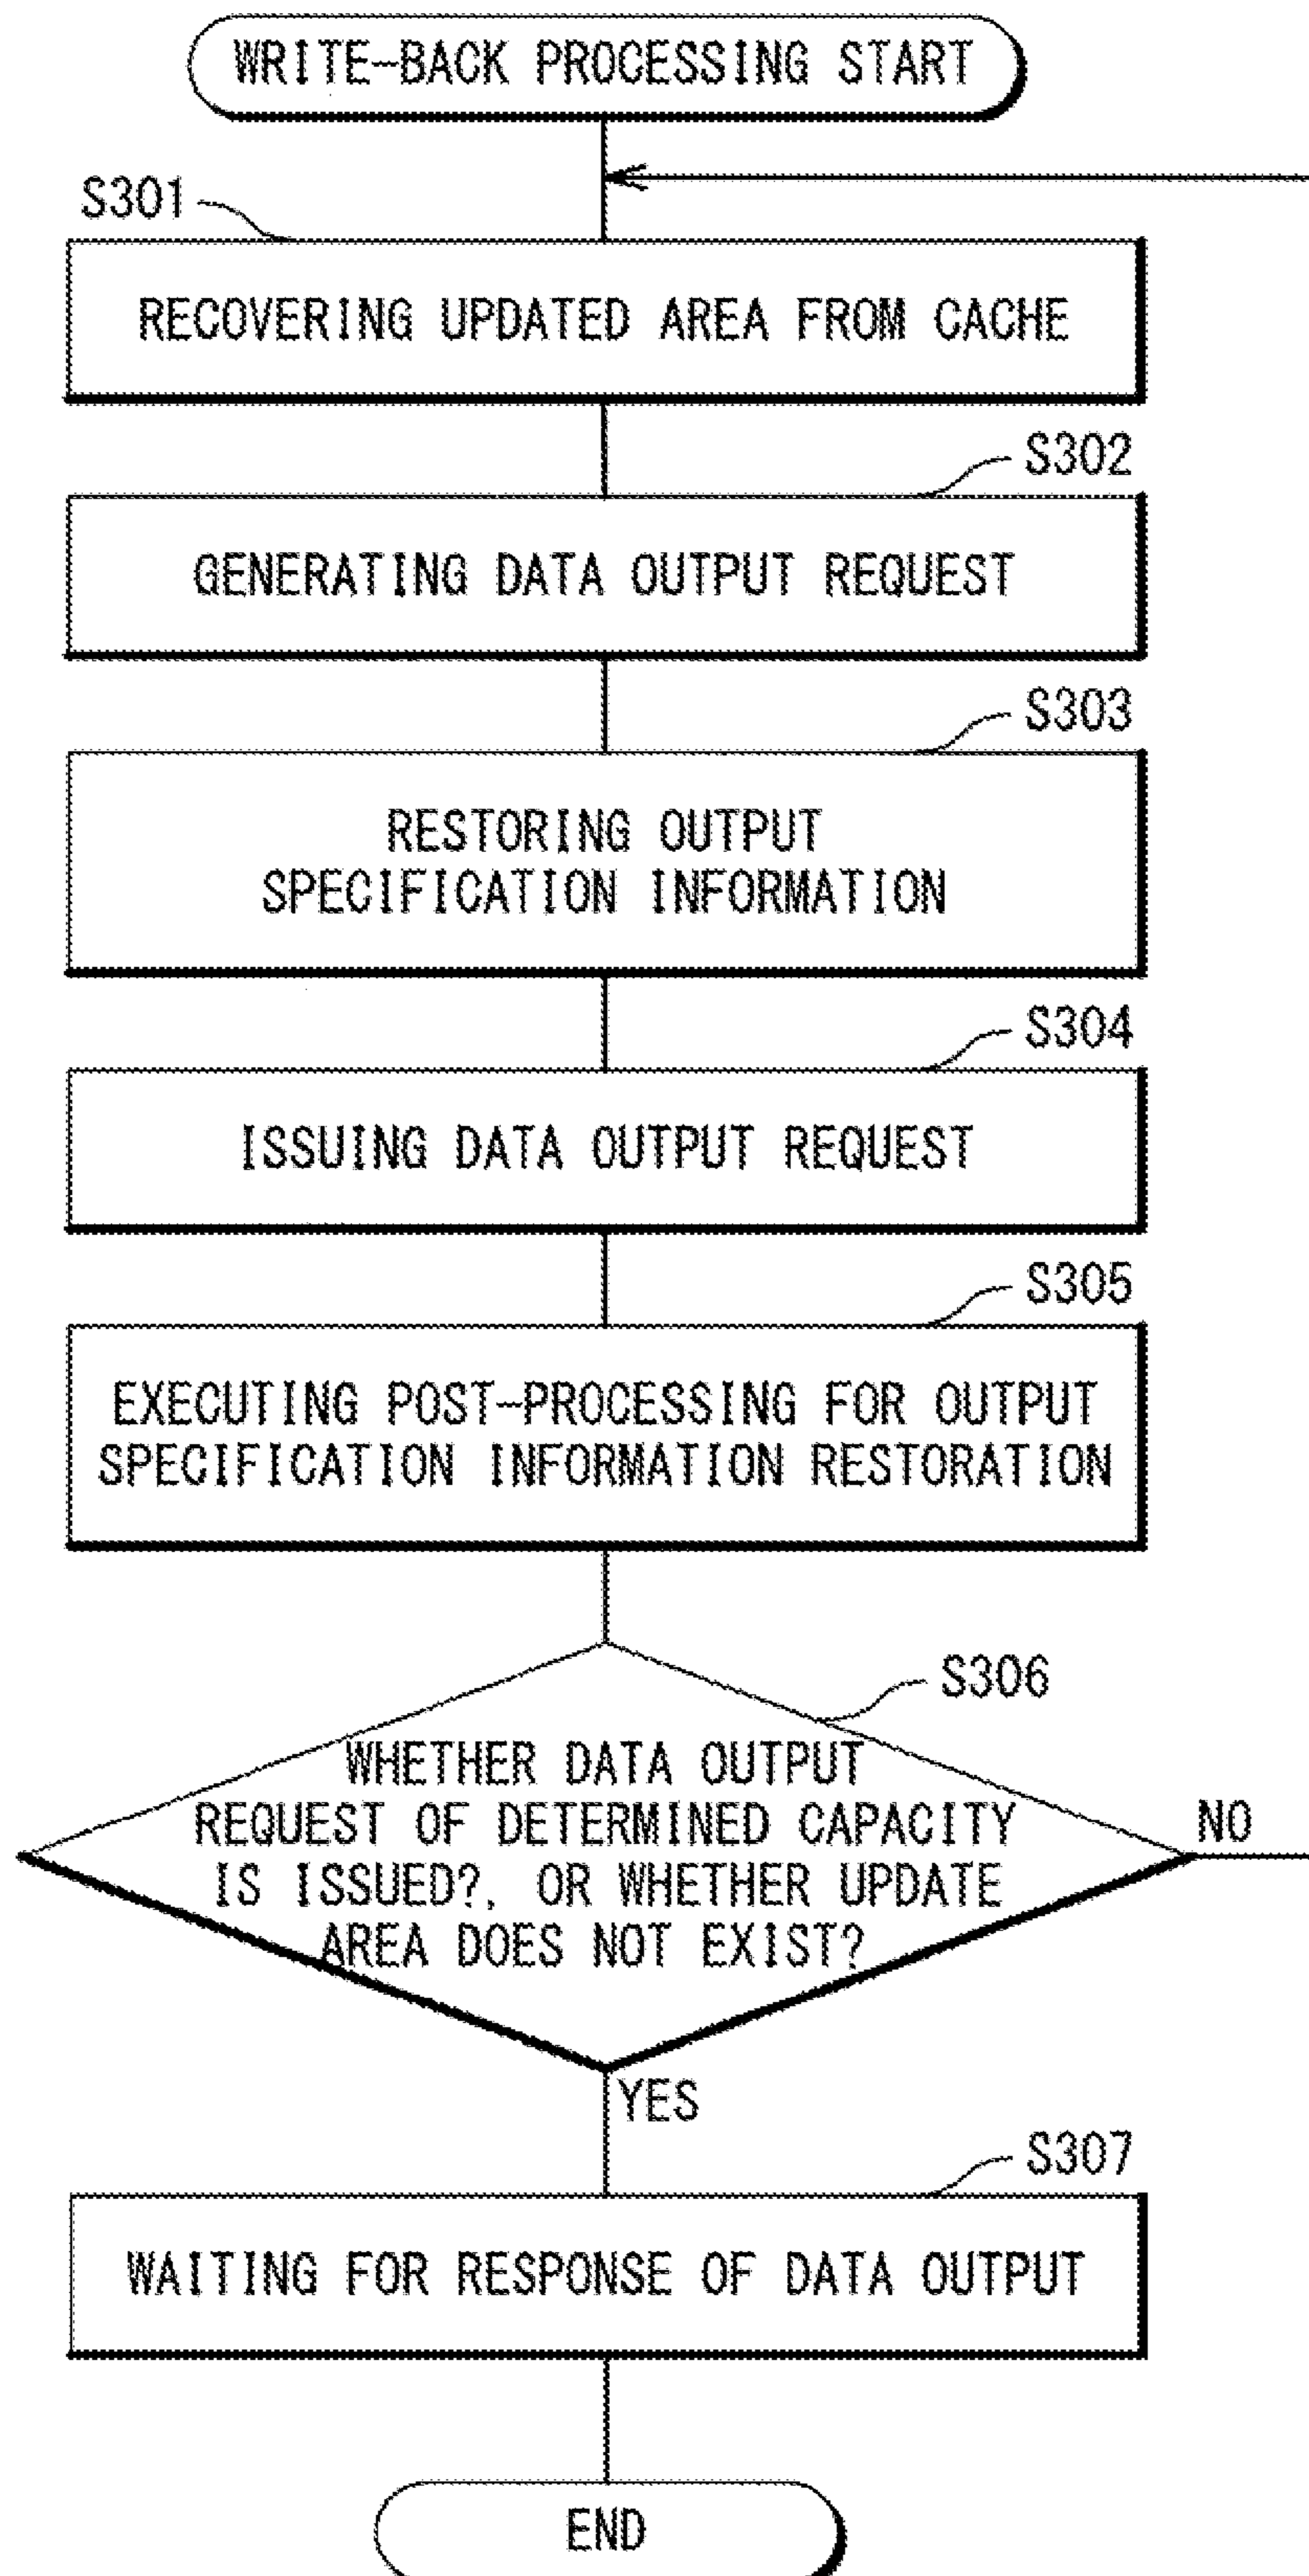 WRITE-BACK PROCESSING START
S301
RECOVERING UPDATED AREA FROM CACHE
S302
GENERATING DATA OUTPUT REQUEST
S303
RESTORING OUTPUT
SPECIFICATION INFORMATION
S304
ISSUING DATA OUTPUT REQUEST
S305
EXECUTING POST-PROCESSING FOR OUTPUT
SPECIFICATION INFORMATION RESTORATION
S306
WHETHER DATA OUTPUT
REQUEST OF DETERMINED CAPACITY
IS ISSUED?, OR WHETHER UPDATE
AREA DOES NOT EXIST?
NO
YES
S307
WAITING FOR RESPONSE OF DATA OUTPUT
END